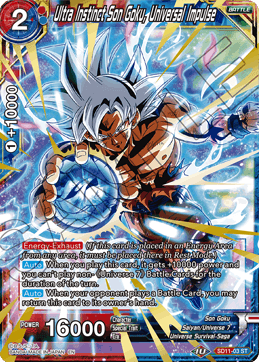 BATTLE
2
Ultra Instinct Son Goku, Universal Impulse
1 +10000
Energy-Exhaust (If this card is placed in an Energy Area
from any area, it must be placed there in Rest Mode.)
Auto When you play this card, it gets +10000 power and
you can't play non-‹Universe 7› Battle Cards for the
duration of the turn.
Auto When your opponent plays a Battle Card, you may
return this card to its owner's hand.
POWER 16000
Character Son Goku
Special Trait Saiyan/Universe 7
Era Universe Survival Saga
SD11-03 ST